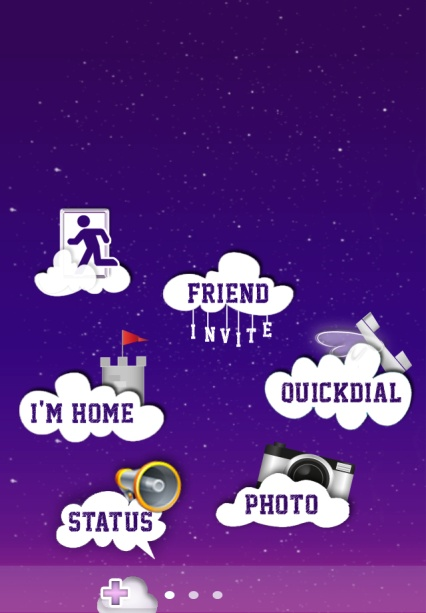 FRIEND
INVITE
QUICKDIAL
I'M HOME
PHOTO
STATUS